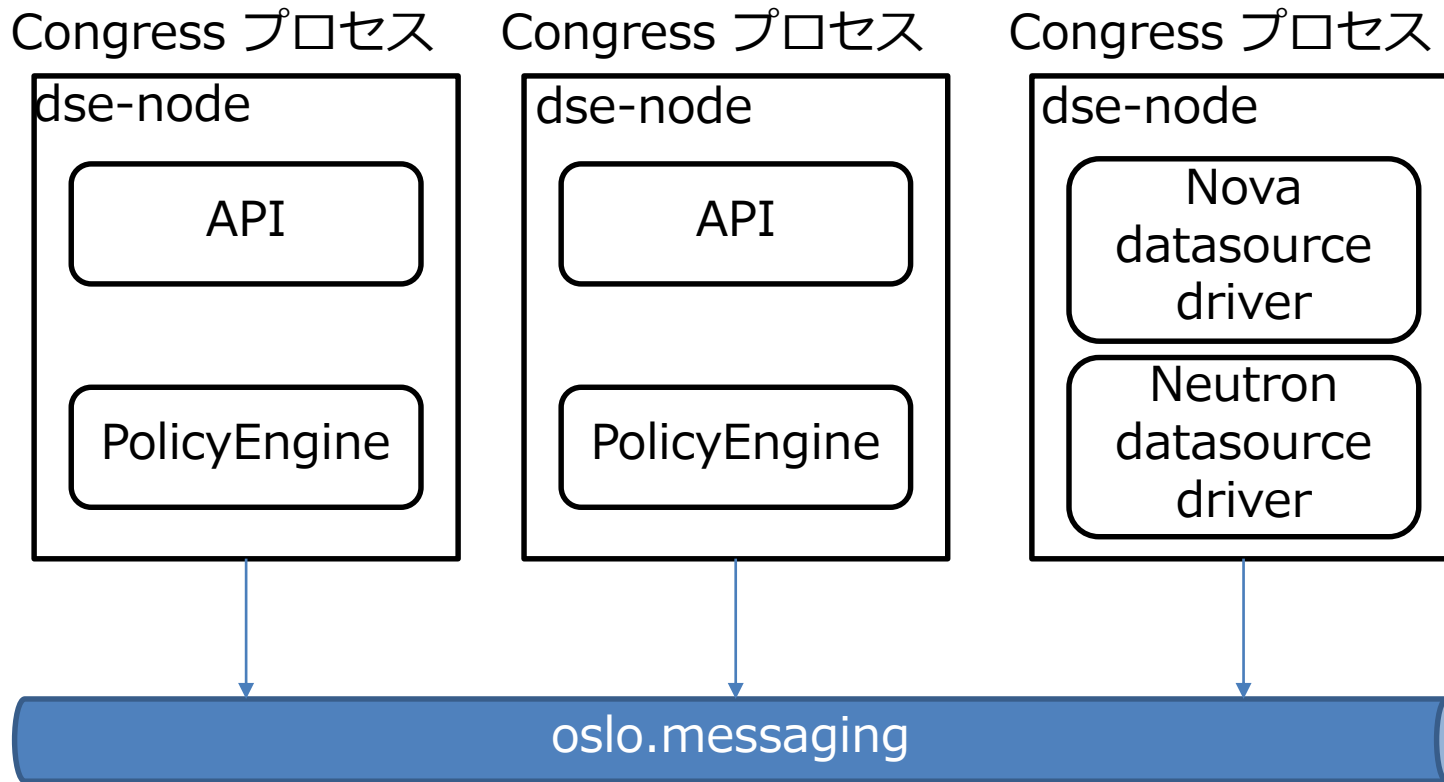 Congress プロセス
Congress プロセス
Congress プロセス
dse-node
API
PolicyEngine
dse-node
API
PolicyEngine
dse-node
Nova
datasource
driver
Neutron
datasource
driver
oslo.messaging